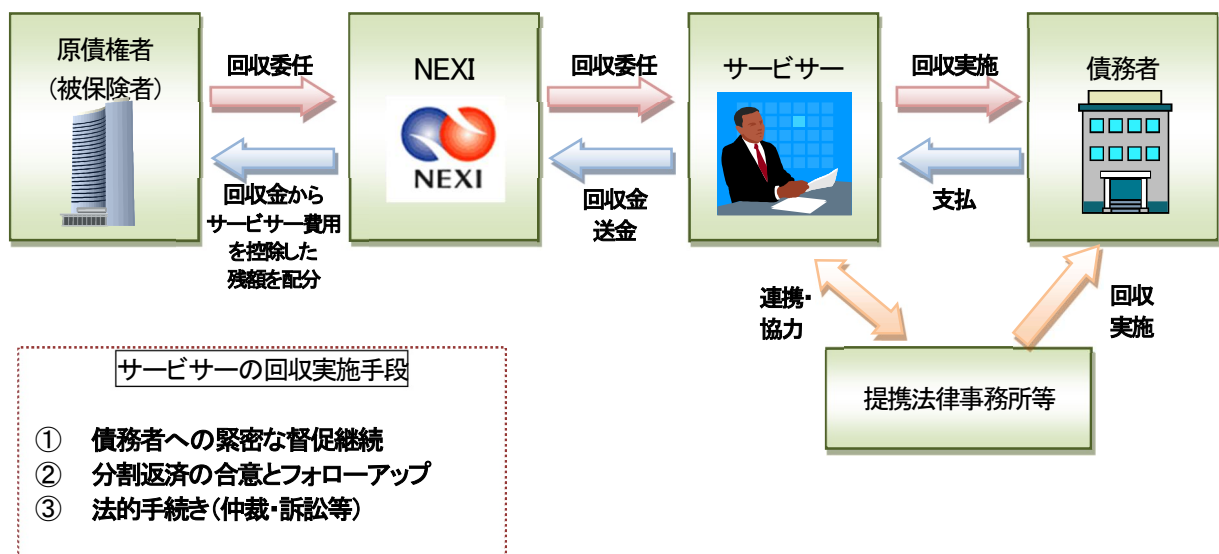 原債権者
(被保険者)
回収委任
回収金から
サービサー費用
を控除した
残額を配分
NEXI
NEXI
回収委任
回収金
送金
サービサー
回収実施
支払
債務者
連携・
協力
回収
実施
提携法律事務所等
サービサーの回収実施手段
① 債務者への緊密な督促継続
② 分割返済の合意とフォローアップ
③ 法的手続き(仲裁・訴訟等)